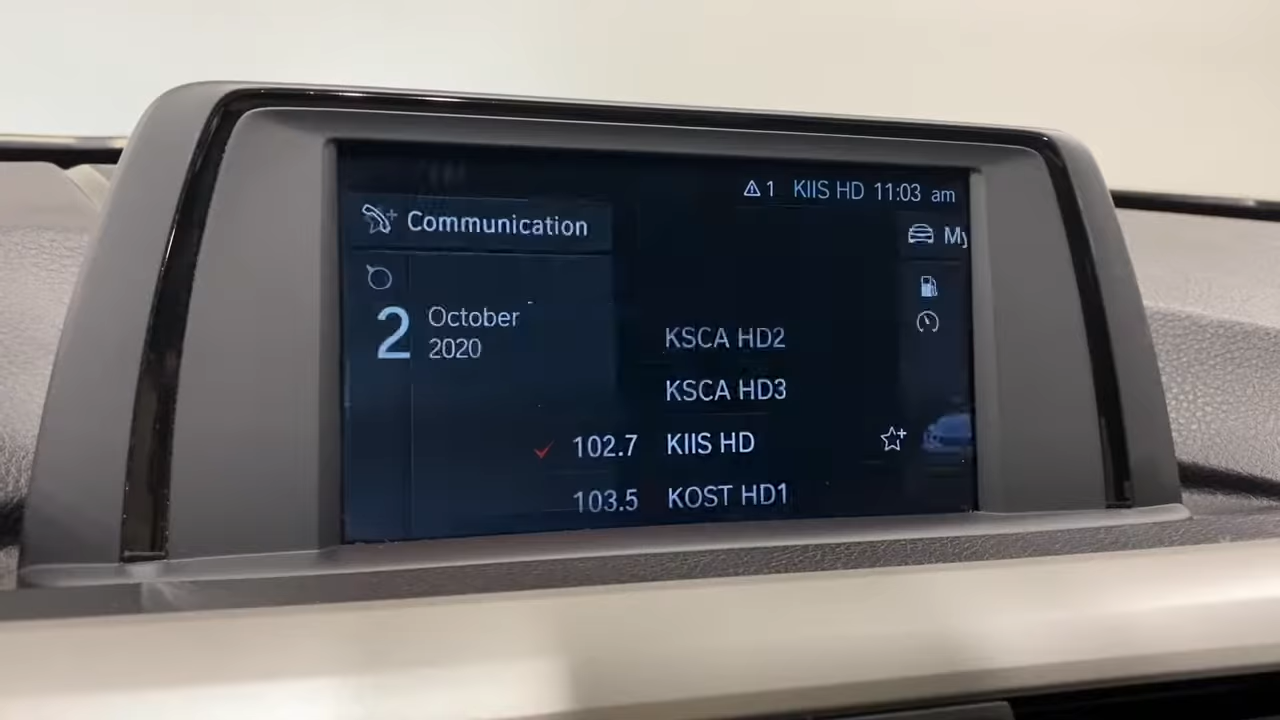 1 KIIS HD 11:03 am
Communication
My
2 October
2020
KSCA HD2
KSCA HD3
102.7 KIIS HD
103.5 KOST HD1